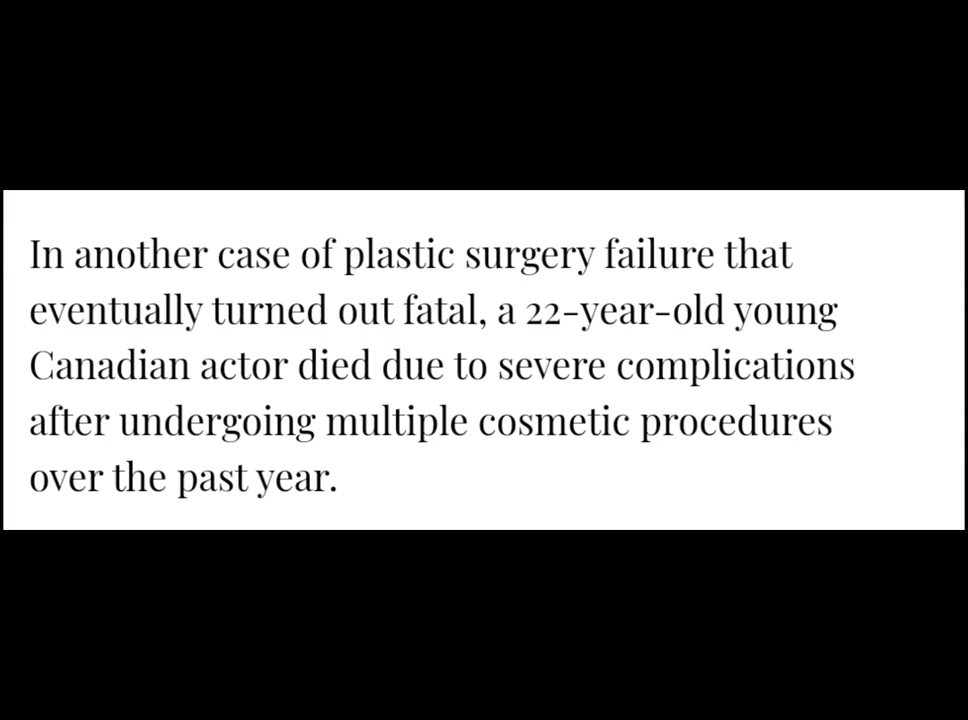 In another case of plastic surgery failure that
eventually turned out fatal, a 22-year-old young
Canadian actor died due to severe complications
after undergoing multiple cosmetic procedures
over the past year.